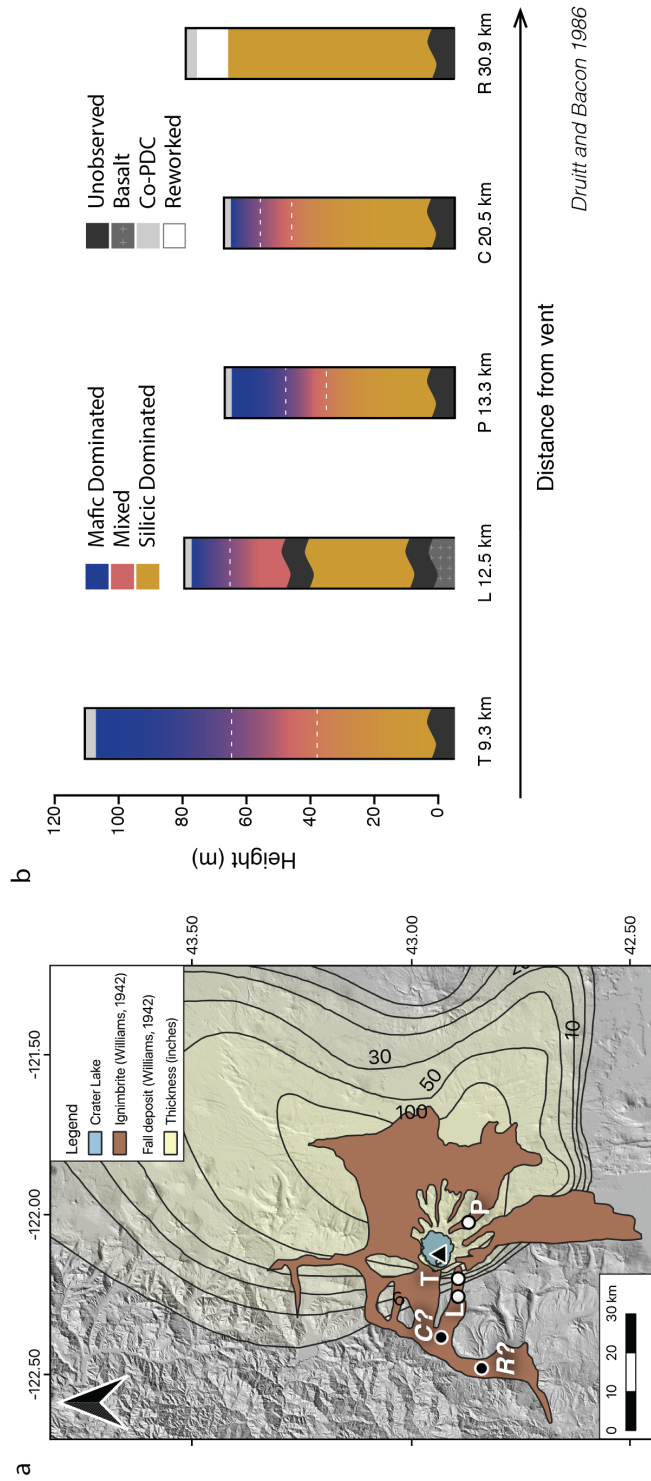 a
-122.50
-122.00
-121.50
43.50
43.00
42.50
Legend
Crater Lake
Ignimbrite (Williams, 1942)
Fall deposit (Williams, 1942)
Thickness (inches)
30
50
100
10
20
6
T
L
P
C?
R?
0 10 20 30 km
b
Height (m)
120
100
80
60
40
20
0
Mafic Dominated
Mixed
Silicic Dominated
Unobserved
Basalt
Co-PDC
Reworked
T 9.3 km
L 12.5 km
P 13.3 km
C 20.5 km
R 30.9 km
Distance from vent
Druitt and Bacon 1986